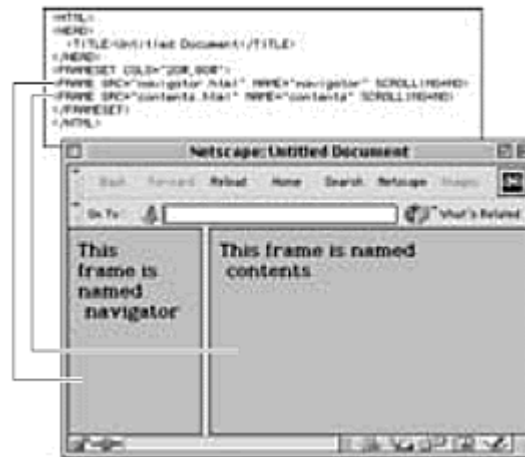 <HTML>
<HEAD>
<TITLE>Untitled Document</TITLE>
</HEAD>
<FRAMESET COLS="20%,80%">
<FRAME SRC="navigator.html" NAME="navigator" SCROLLING=NO>
<FRAME SRC="contents.html" NAME="contents" SCROLLING=NO>
</FRAMESET>
</HTML>
Netscape: Untitled Document
Back Forward Reload Home Search Netscape Images
Go To: What's Related
This
frame is
named
navigator
This frame is named
contents